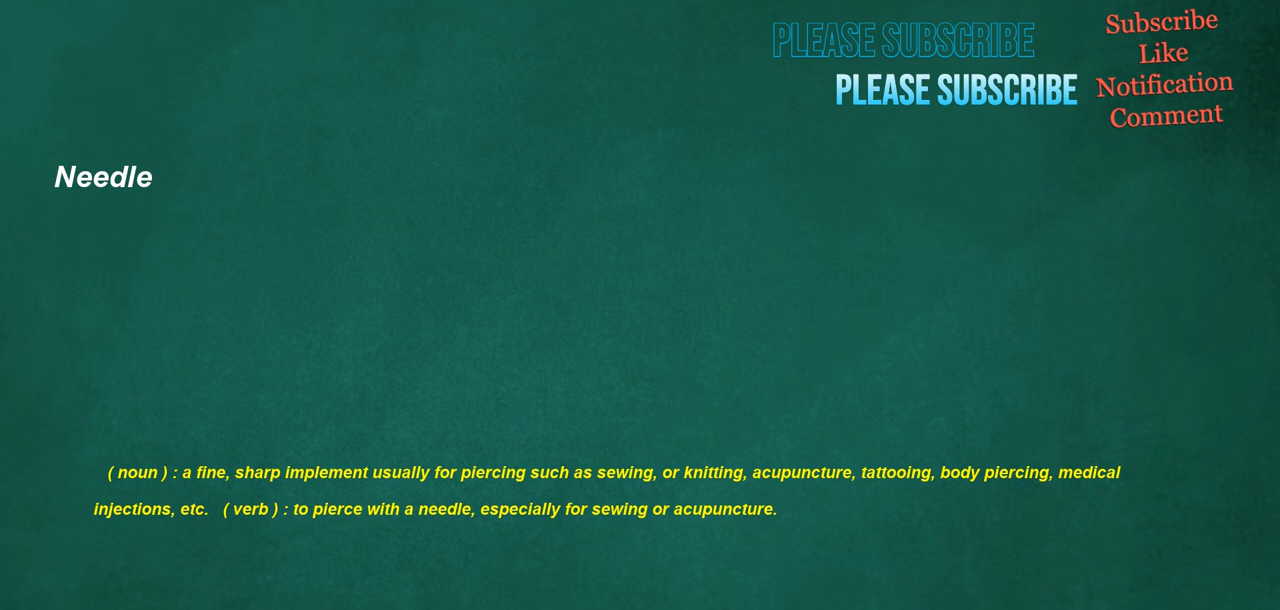 PLEASE SUBSCRIBE
PLEASE SUBSCRIBE
Subscribe
Like
Notification
Comment
Needle
( noun ) : a fine, sharp implement usually for piercing such as sewing, or knitting, acupuncture, tattooing, body piercing, medical
injections, etc. ( verb ) : to pierce with a needle, especially for sewing or acupuncture.